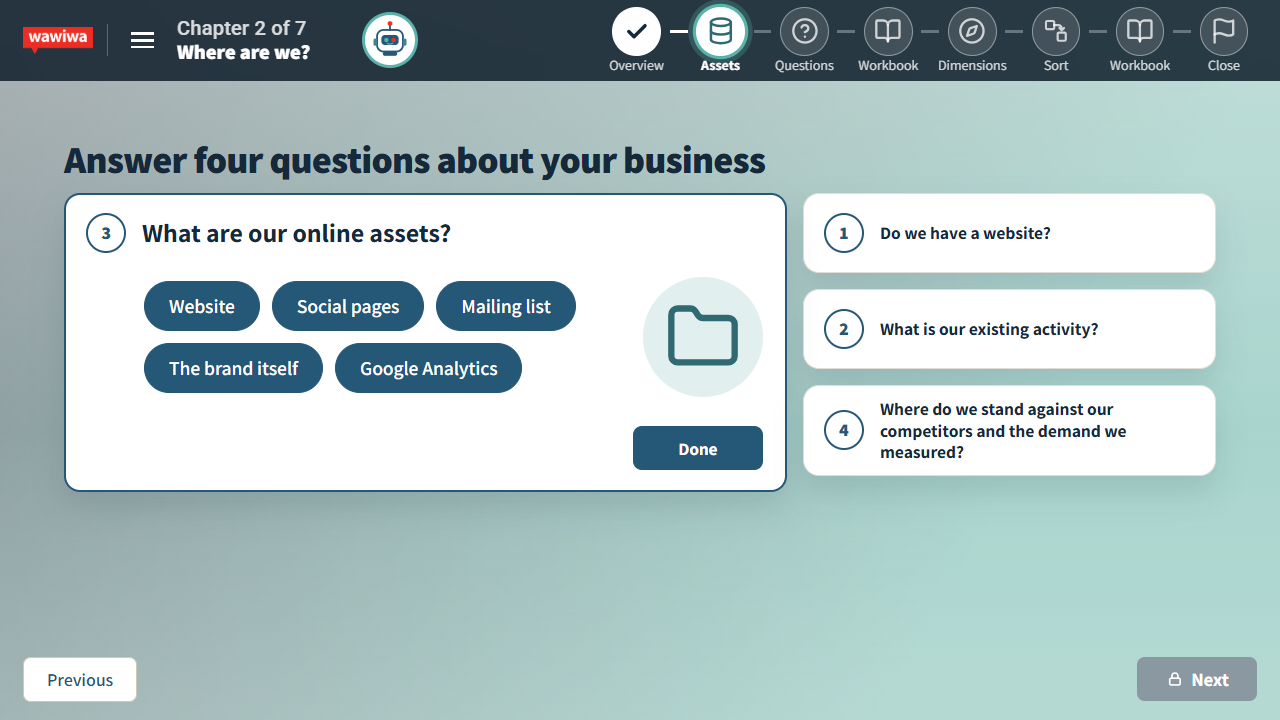 wawiwa
Chapter 2 of 7
Where are we?
Overview
Assets
Questions
Workbook
Dimensions
Sort
Workbook
Close
Answer four questions about your business
3
What are our online assets?
Website
Social pages
Mailing list
The brand itself
Google Analytics
Done
1
Do we have a website?
2
What is our existing activity?
4
Where do we stand against our
competitors and the demand we
measured?
Previous
Next